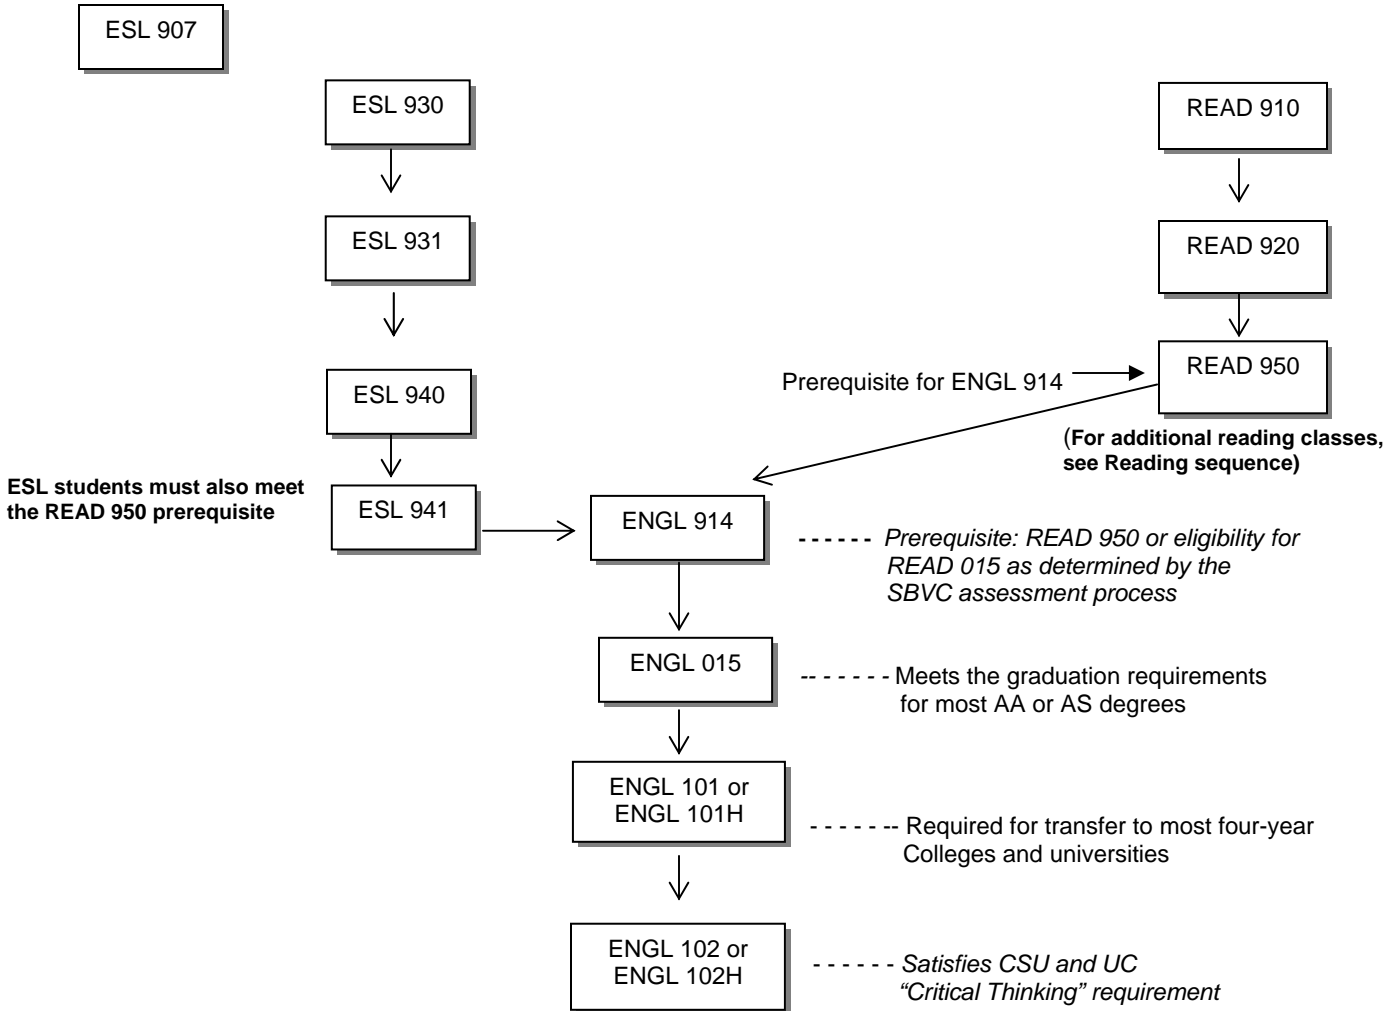 ESL 907
ESL 930
READ 910
ESL 931
READ 920
READ 950
Prerequisite for ENGL 914
ESL 940
(For additional reading classes,
see Reading sequence)
ESL students must also meet
the READ 950 prerequisite
ESL 941
ENGL 914
------ Prerequisite: READ 950 or eligibility for
READ 015 as determined by the
SBVC assessment process
ENGL 015
-- - - - - - Meets the graduation requirements
for most AA or AS degrees
ENGL 101 or
ENGL 101H
- - - - - -- Required for transfer to most four-year
Colleges and universities
ENGL 102 or
ENGL 102H
- - - - - - Satisfies CSU and UC
“Critical Thinking” requirement